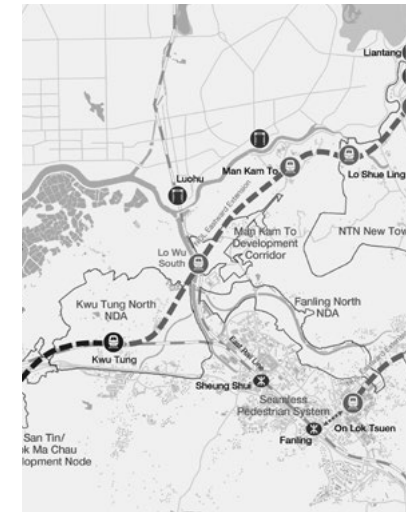 Liantang
Man Kam To
Lo Shue Ling
Luohu
Eastward Extension
Lo Wu
South
Man Kam To
Development
Corridor
NTN New Tow
Kwu Tung North
NDA
Fanling North
NDA
Kwu Tung
East Rail Line
Sheung Shui
Seamless
Pedestrian System
On Lok Tsuen
Fanling
San Tin/
ok Ma Chau
lopment Node